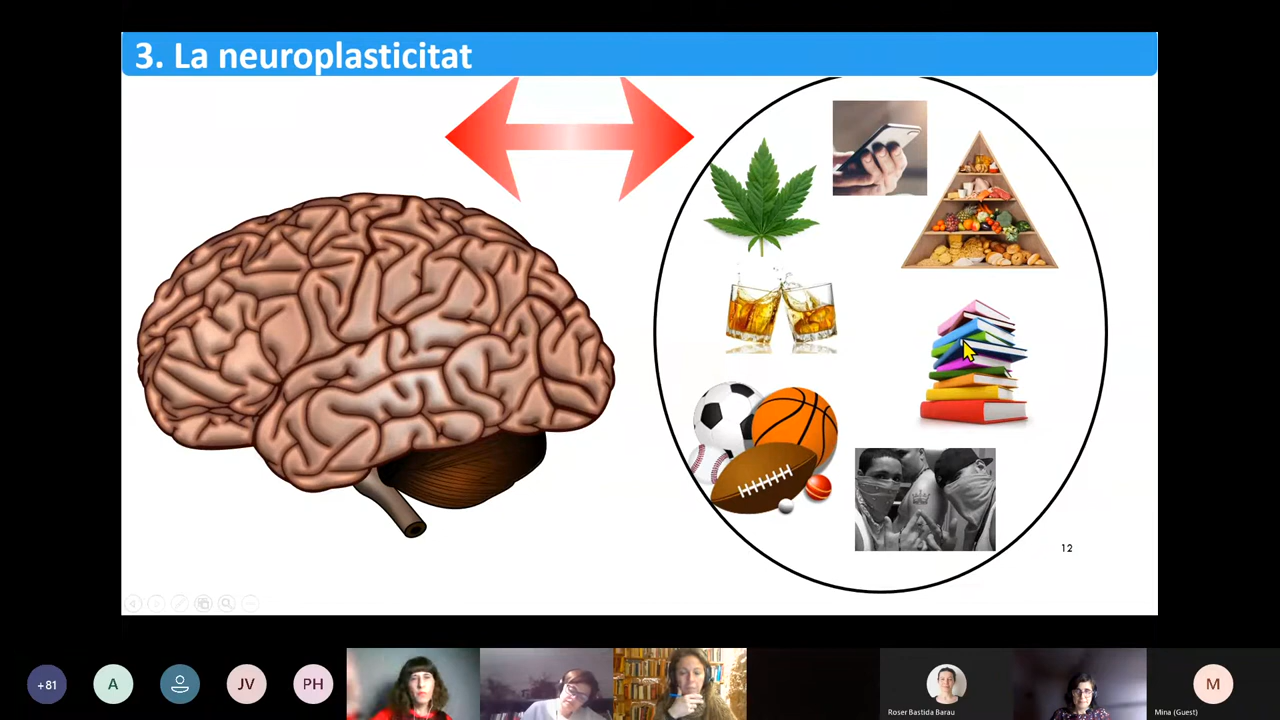 3. La neuroplasticitat
12
+81
A
JV
PH
Roser Bastida Barau
M
Mina (Guest)